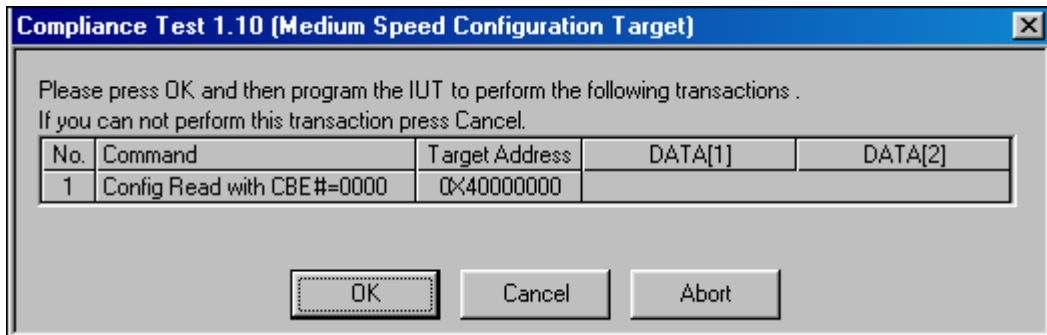 Compliance Test 1.10 (Medium Speed Configuration Target)
Please press OK and then program the IUT to perform the following transactions .
If you can not perform this transaction press Cancel.
No. Command Target Address DATA[1] DATA[2]
1 Config Read with CBE#=0000 0X40000000
OK Cancel Abort